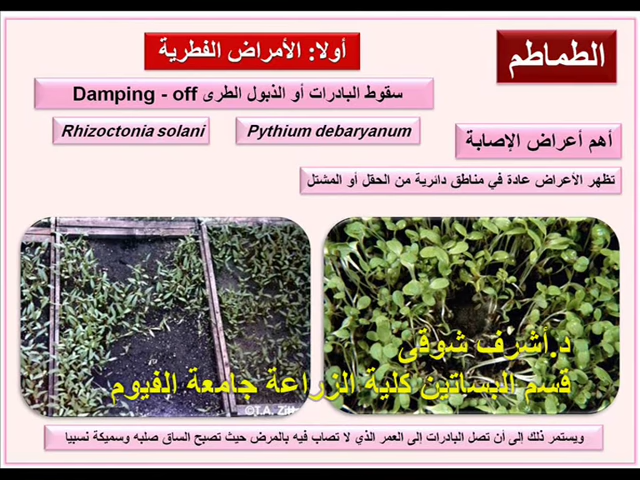 الطماطم
أولا: الأمراض الفطرية
سقوط البادرات أو الذبول الطرى Damping - off
Pythium debaryanum
Rhizoctonia solani
أهم أعراض الإصابة
تظهر الأعراض عادة في مناطق دائرية من الحقل أو المشتل
د.أشرف شوقى
قسم البساتين كلية الزراعة جامعة الفيوم
©T.A. Zitt
ويستمر ذلك إلى أن تصل البادرات إلى العمر الذي لا تصاب فيه بالمرض حيث تصبح الساق صلبه وسميكة نسبيا